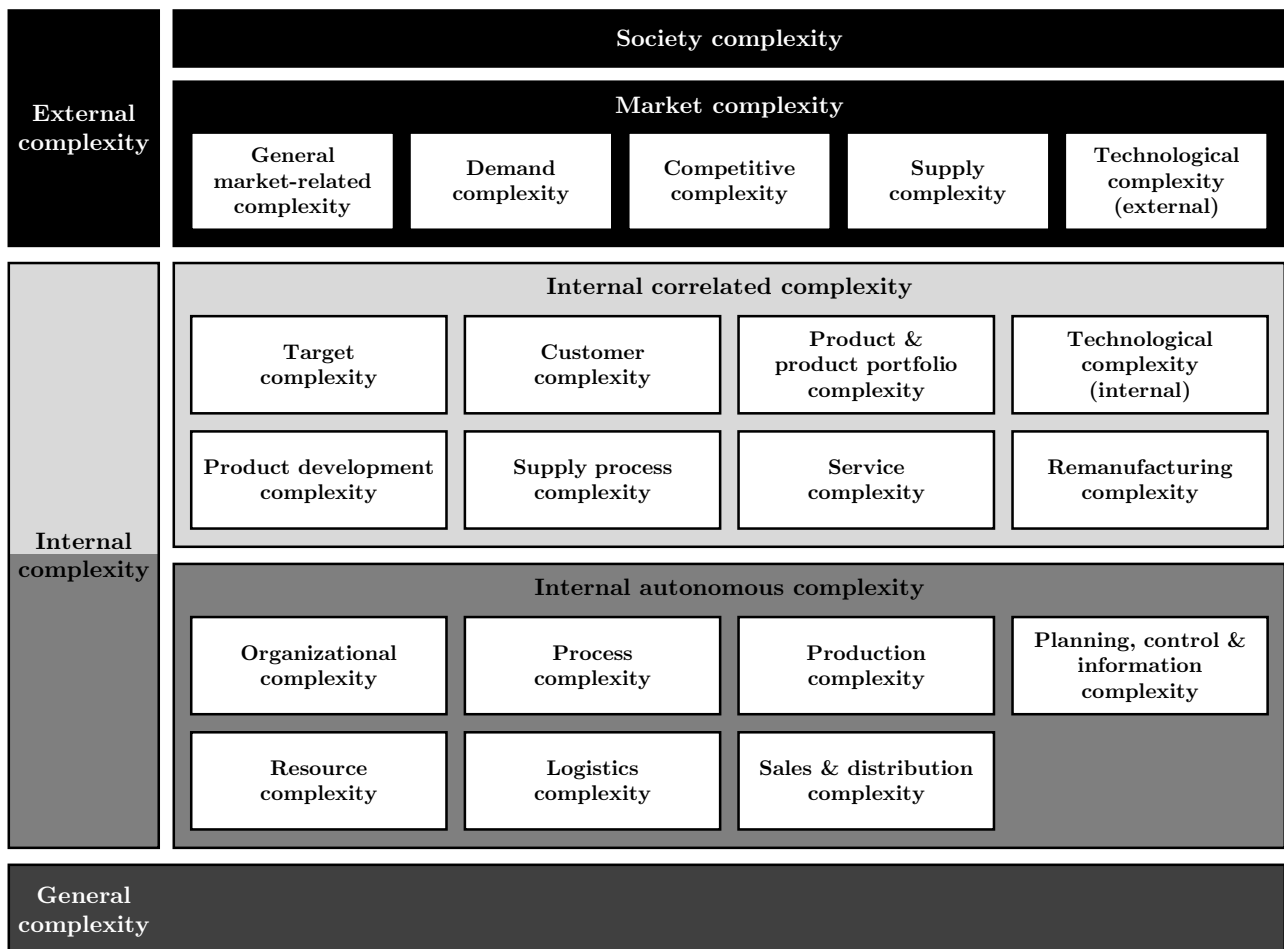 External
complexity
Society complexity
Market complexity
General
market-related
complexity
Demand
complexity
Competitive
complexity
Supply
complexity
Technological
complexity
(external)
Internal
complexity
Internal correlated complexity
Target
complexity
Customer
complexity
Product &
product portfolio
complexity
Technological
complexity
(internal)
Product development
complexity
Supply process
complexity
Service
complexity
Remanufacturing
complexity
Internal autonomous complexity
Organizational
complexity
Process
complexity
Production
complexity
Planning, control &
information
complexity
Resource
complexity
Logistics
complexity
Sales & distribution
complexity
General
complexity